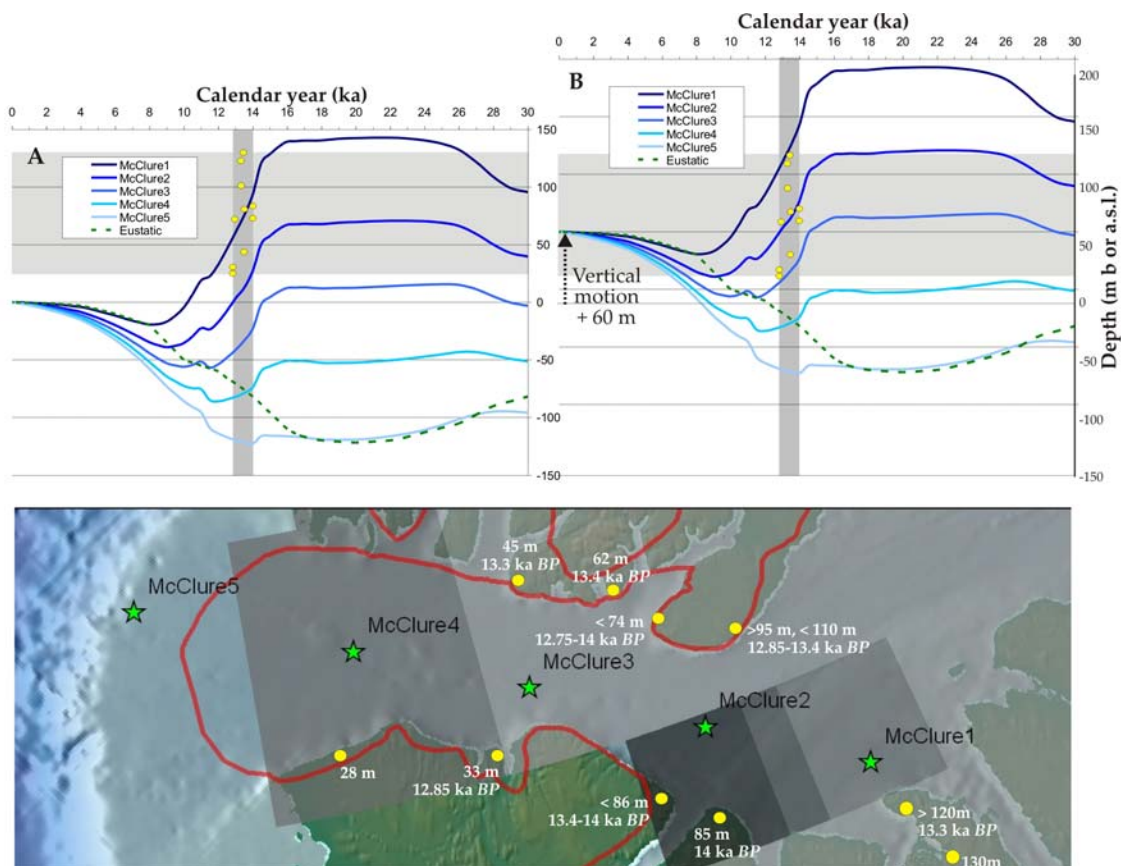 Calendar year (ka)
0 2 4 6 8 10 12 14 16 18 20 22 24 26 28 30
A
McClure1
McClure2
McClure3
McClure4
McClure5
Eustatic
150
100
50
0
-50
-100
-150
Calendar year (ka)
0 2 4 6 8 10 12 14 16 18 20 22 24 26 28 30
B
McClure1
McClure2
McClure3
McClure4
McClure5
Eustatic
Vertical
motion
+ 60 m
200
150
100
50
0
-50
-100
-150
Depth (m b or a.s.l.)
McClure5
McClure4
McClure3
McClure2
McClure1
45 m
13.3 ka BP
62 m
13.4 ka BP
< 74 m
12.75-14 ka BP
>95 m, < 110 m
12.85-13.4 ka BP
28 m
33 m
12.85 ka BP
< 86 m
13.4-14 ka BP
85 m
14 ka BP
> 120m
13.3 ka BP
130m